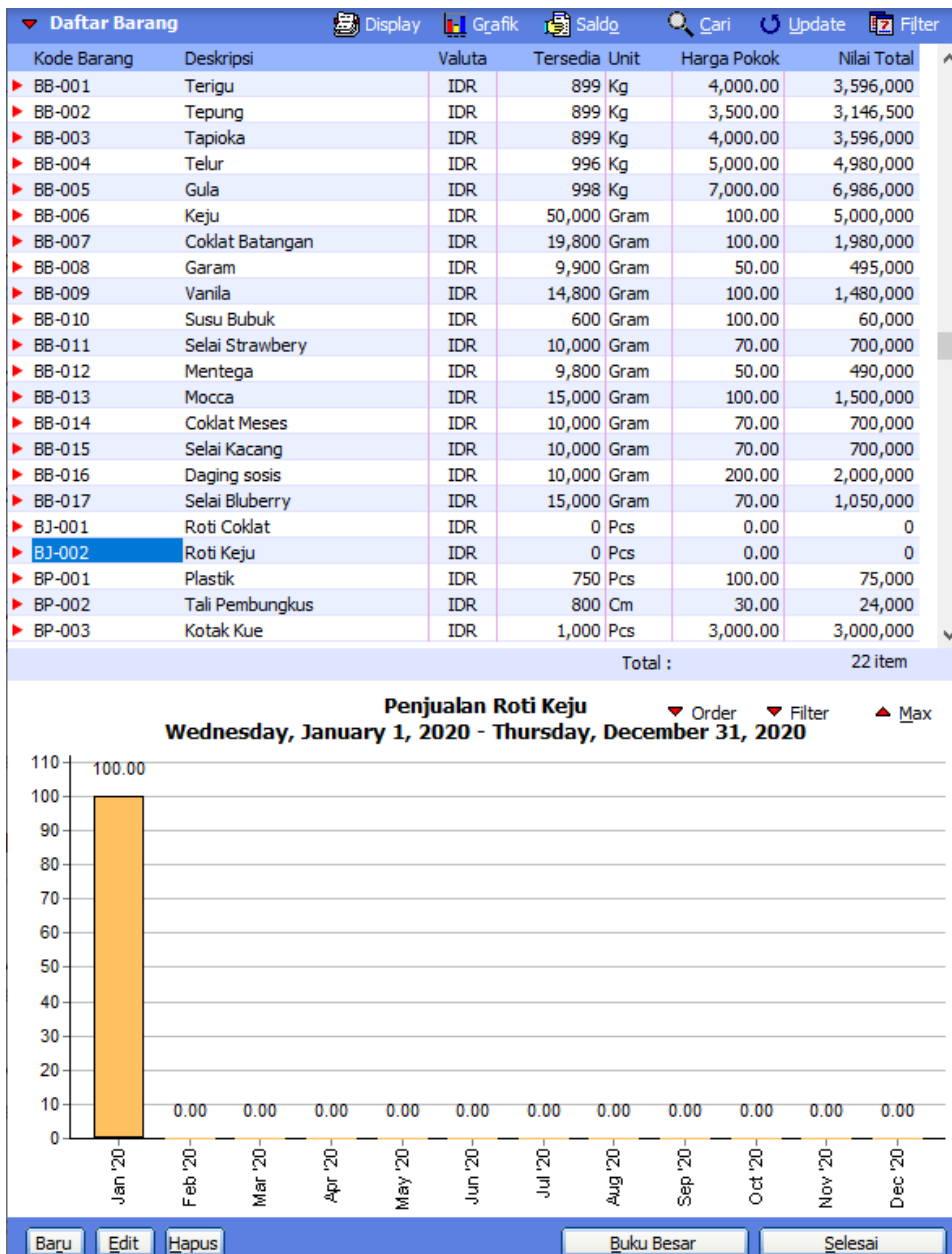 Daftar Barang Display Grafik Saldo Cari Update Filter
Kode Barang Deskripsi Valuta Tersedia Unit Harga Pokok Nilai Total
BB-001 Terigu IDR 899 Kg 4,000.00 3,596,000
BB-002 Tepung IDR 899 Kg 3,500.00 3,146,500
BB-003 Tapioka IDR 899 Kg 4,000.00 3,596,000
BB-004 Telur IDR 996 Kg 5,000.00 4,980,000
BB-005 Gula IDR 998 Kg 7,000.00 6,986,000
BB-006 Keju IDR 50,000 Gram 100.00 5,000,000
BB-007 Coklat Batangan IDR 19,800 Gram 100.00 1,980,000
BB-008 Garam IDR 9,900 Gram 50.00 495,000
BB-009 Vanila IDR 14,800 Gram 100.00 1,480,000
BB-010 Susu Bubuk IDR 600 Gram 100.00 60,000
BB-011 Selai Strawbery IDR 10,000 Gram 70.00 700,000
BB-012 Mentega IDR 9,800 Gram 50.00 490,000
BB-013 Mocca IDR 15,000 Gram 100.00 1,500,000
BB-014 Coklat Meses IDR 10,000 Gram 70.00 700,000
BB-015 Selai Kacang IDR 10,000 Gram 70.00 700,000
BB-016 Daging sosis IDR 10,000 Gram 200.00 2,000,000
BB-017 Selai Bluberry IDR 15,000 Gram 70.00 1,050,000
BJ-001 Roti Coklat IDR 0 Pcs 0.00 0
BJ-002 Roti Keju IDR 0 Pcs 0.00 0
BP-001 Plastik IDR 750 Pcs 100.00 75,000
BP-002 Tali Pembungkus IDR 800 Cm 30.00 24,000
BP-003 Kotak Kue IDR 1,000 Pcs 3,000.00 3,000,000
Total : 22 item
Penjualan Roti Keju Order Filter Max
Wednesday, January 1, 2020 - Thursday, December 31, 2020
110
100.00
100
90
80
70
60
50
40
30
20
10
0.00 0.00 0.00 0.00 0.00 0.00 0.00 0.00 0.00 0.00 0.00
0
Jan '20 Feb '20 Mar '20 Apr '20 May '20 Jun '20 Jul '20 Aug '20 Sep '20 Oct '20 Nov '20 Dec '20
Baru Edit Hapus Buku Besar Selesai